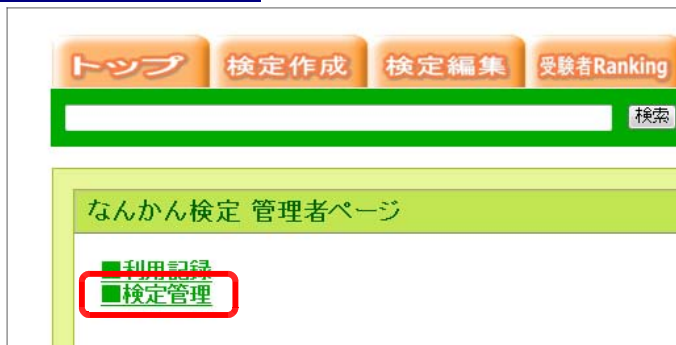 トップ 検定作成 検定編集 受験者Ranking
検索
なんかん検定 管理者ページ
■利用記録
■検定管理